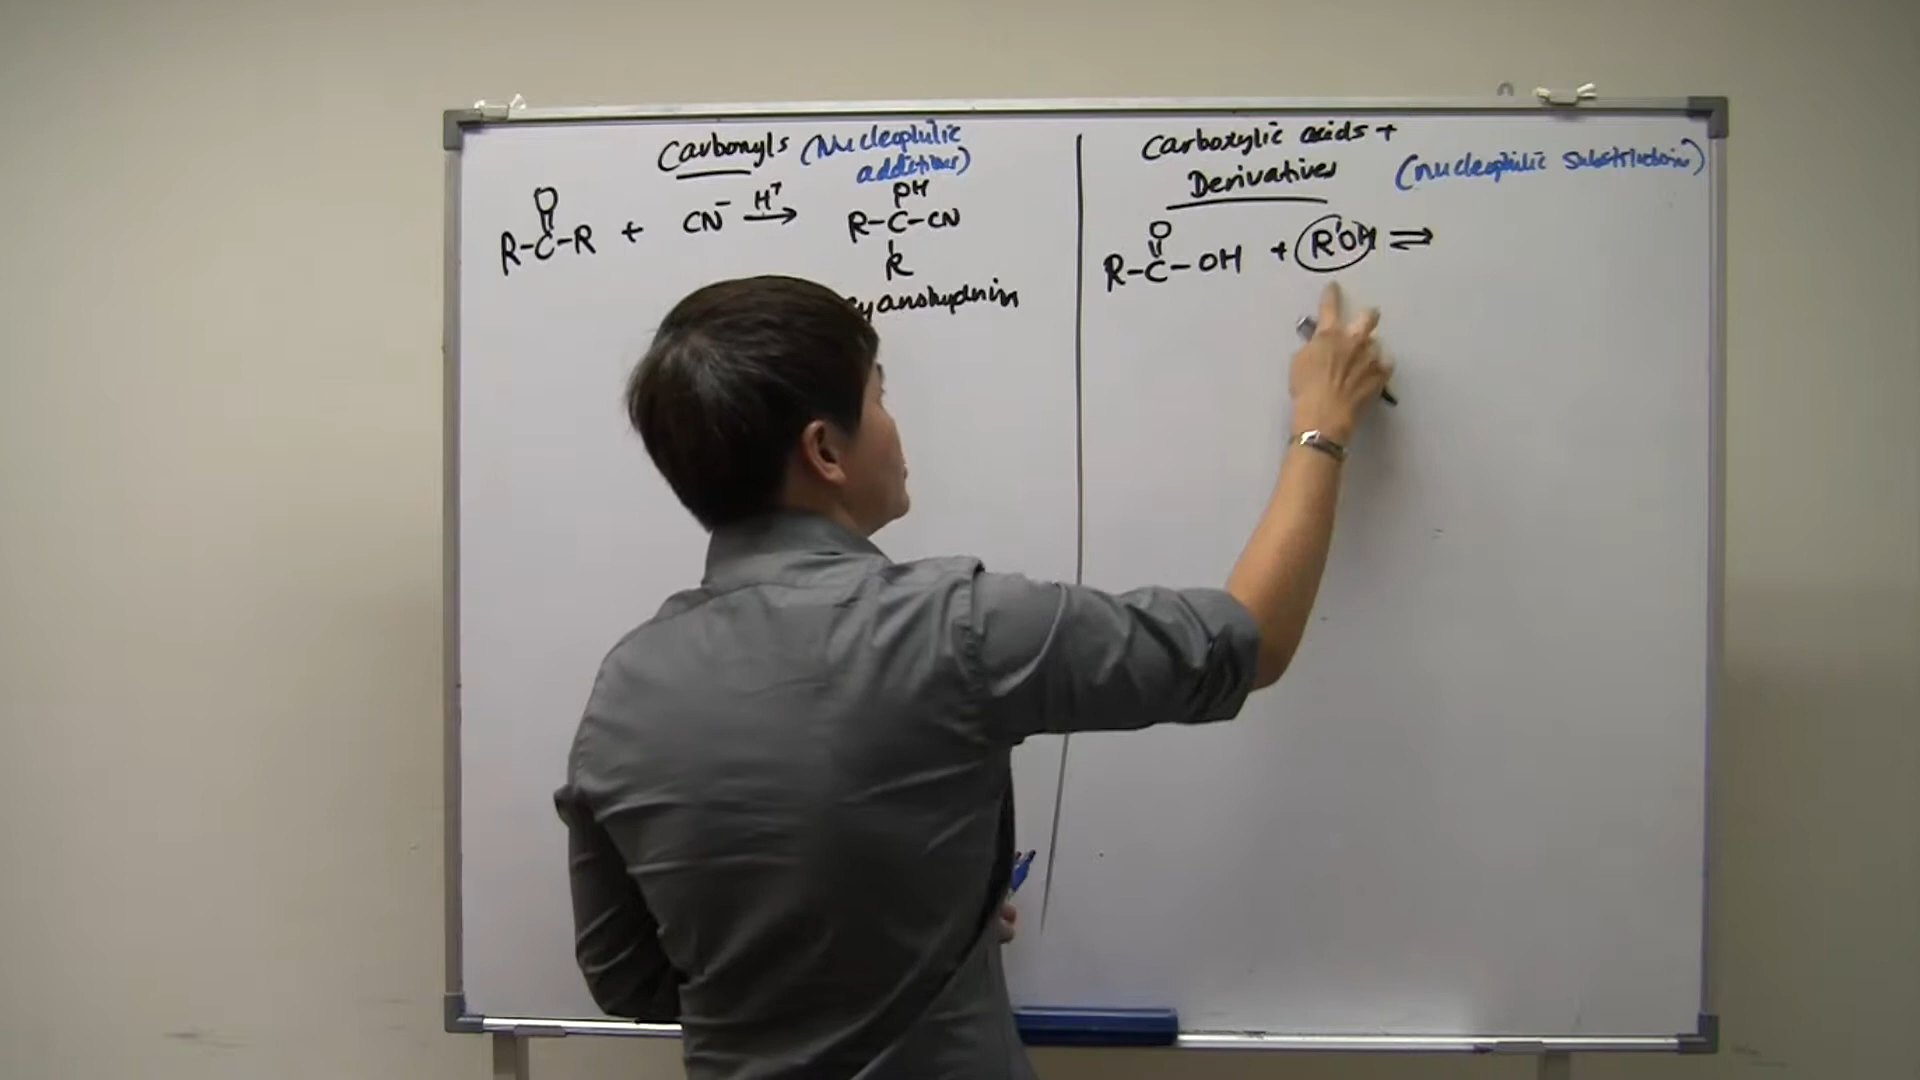 Carbonyls (Nucleophilic
addition)
O
R-C-R + CN⁻ H⁺ → OH
R-C-CN
R
cyanohydrin
Carboxylic acids +
Derivatives (nucleophilic substitution)
O
R-C-OH + R'OH ⇌